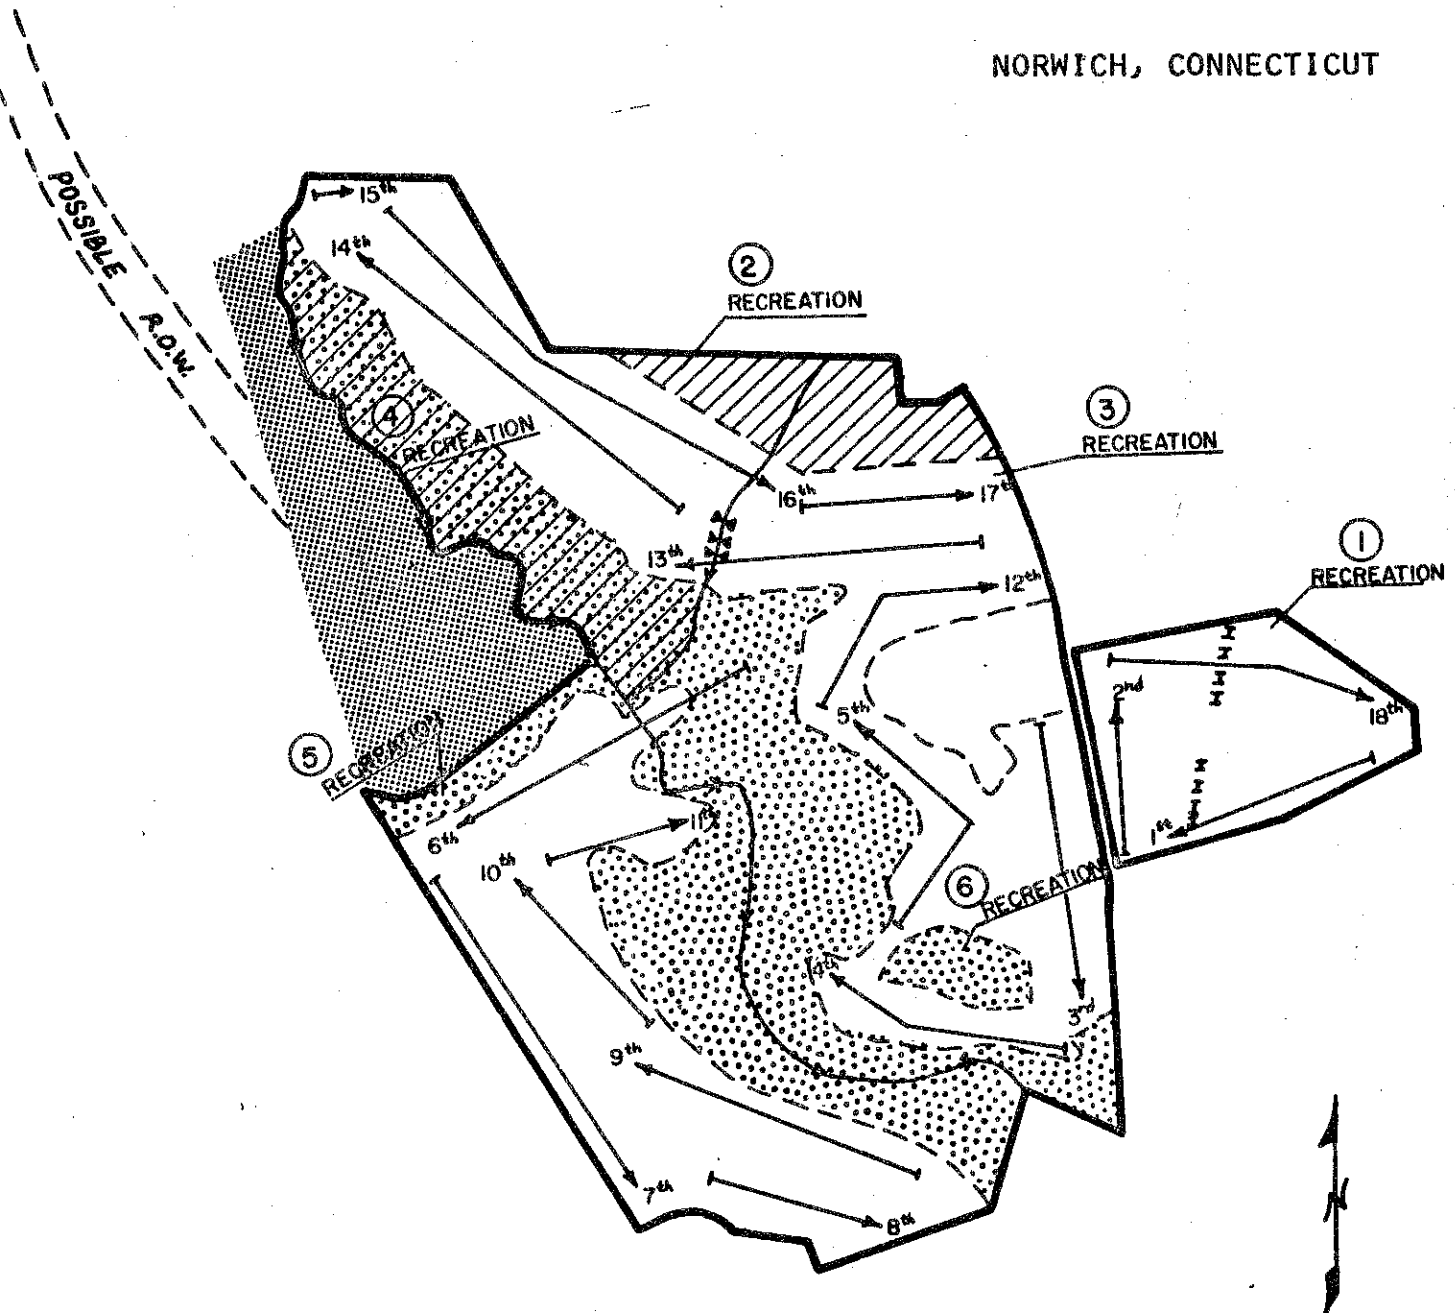 NORWICH, CONNECTICUT
POSSIBLE R.O.W.
15th
14th
2
RECREATION
4
RECREATION
3
RECREATION
16th
17t
13th
12th
1
RECREATION
2nd
18th
5th
5
RECREATION
6th
11th
1st
10th
6
RECREATION
4th
3rd
9th
7th
8th
N